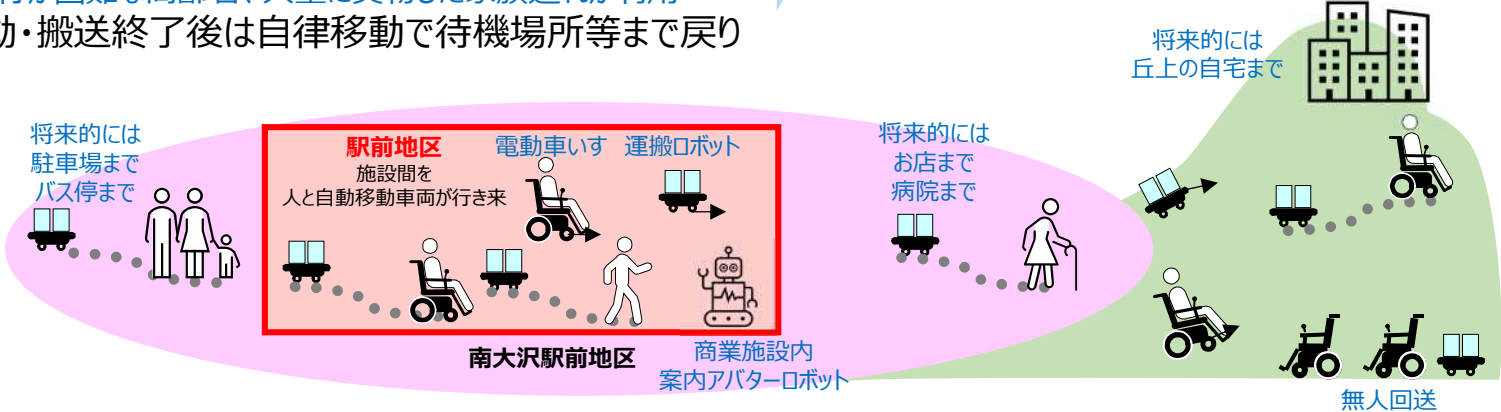 動・搬送終了後は自律移動で待機場所等まで戻り
将来的には
丘上の自宅まで
将来的には
駐車場まで
バス停まで
駅前地区
施設間を
人と自動移動車両が行き来
電動車いす
運搬ロボット
将来的には
お店まで
病院まで
南大沢駅前地区
商業施設内
案内アバターロボット
無人回送